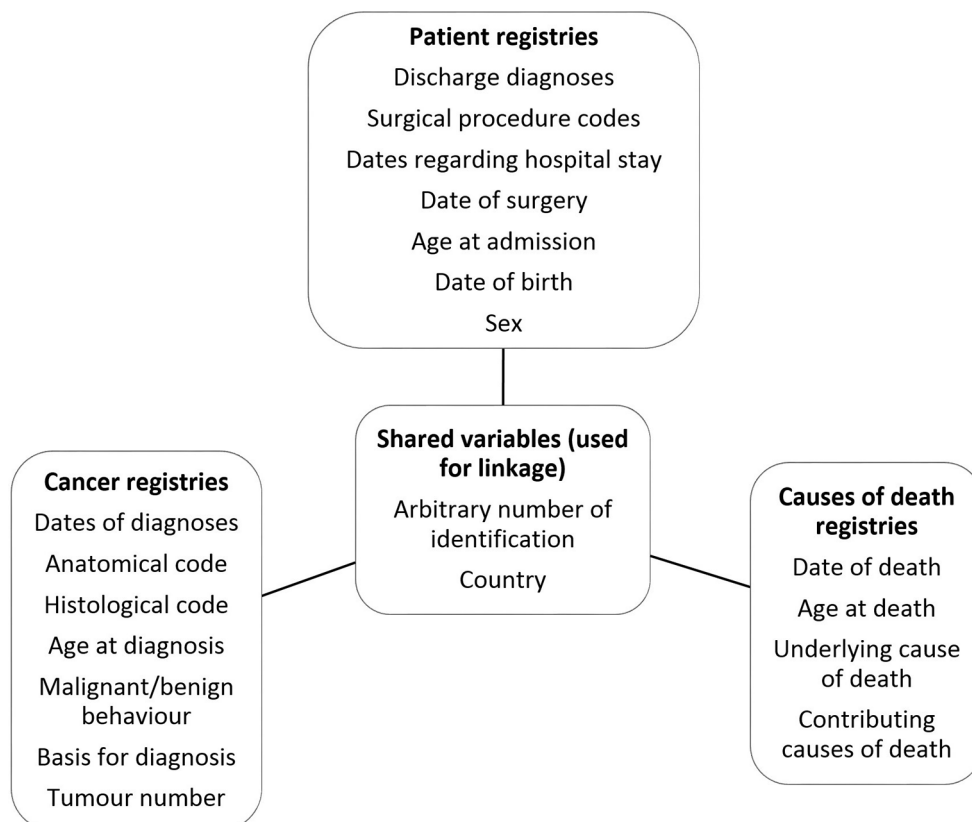 Patient registries
Discharge diagnoses
Surgical procedure codes
Dates regarding hospital stay
Date of surgery
Age at admission
Date of birth
Sex
Shared variables (used
for linkage)
Arbitrary number of
identification
Country
Cancer registries
Dates of diagnoses
Anatomical code
Histological code
Age at diagnosis
Malignant/benign
behaviour
Basis for diagnosis
Tumour number
Causes of death
registries
Date of death
Age at death
Underlying cause
of death
Contributing
causes of death